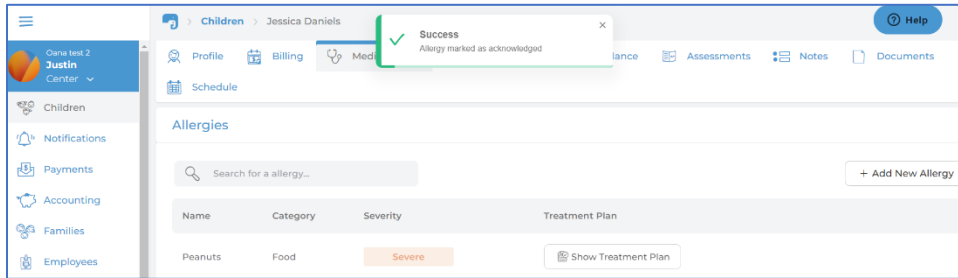 > Children > Jessica Daniels
Help
Success
Allergy marked as acknowledged
Oana test 2
Justin
Center
Profile
Billing
Medi
lance
Assessments
Notes
Documents
Schedule
Children
Notifications
Payments
Accounting
Families
Employees
Allergies
Search for a allergy...
+ Add New Allergy
Name Category Severity Treatment Plan
Peanuts Food Severe Show Treatment Plan